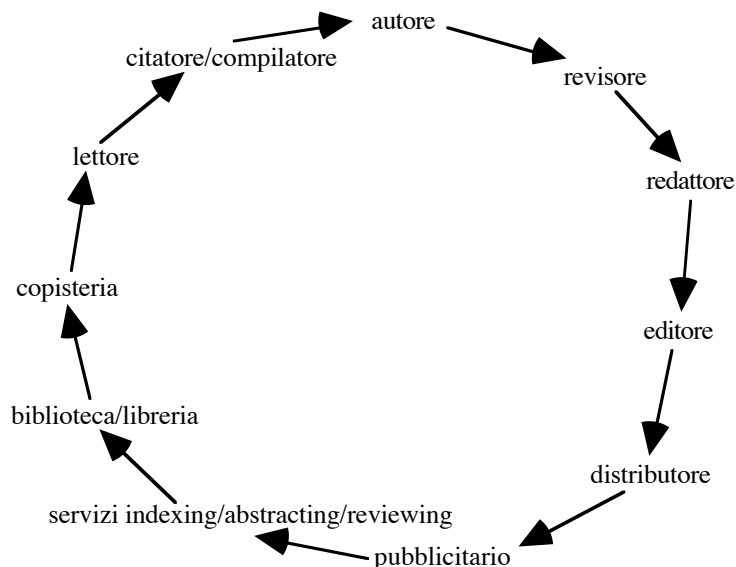 autore
citatore/compilatore
revisore
lettore
redattore
copisteria
editore
biblioteca/libreria
distributore
servizi indexing/abstracting/reviewing
pubblicitario